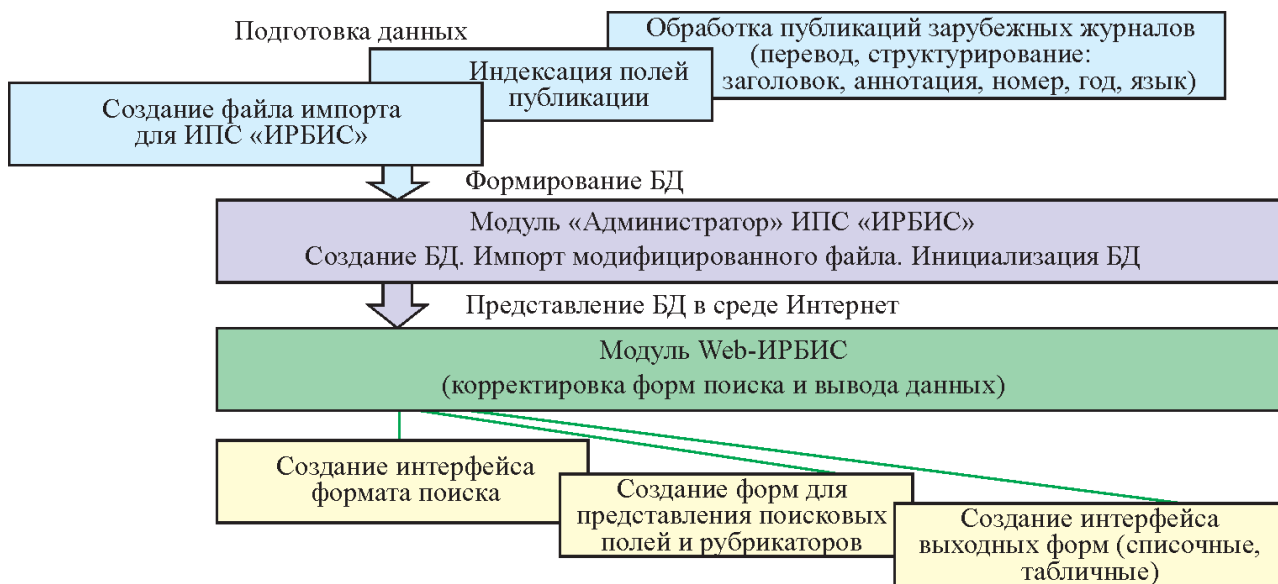 Подготовка данных
Обработка публикаций зарубежных журналов
(перевод, структурирование:
заголовок, аннотация, номер, год, язык)
Индексация полей
публикации
Создание файла импорта
для ИПС «ИРБИС»
Формирование БД
Модуль «Администратор» ИПС «ИРБИС»
Создание БД. Импорт модифицированного файла. Инициализация БД
Представление БД в среде Интернет
Модуль Web-ИРБИС
(корректировка форм поиска и вывода данных)
Создание интерфейса
формата поиска
Создание форм для
представления поисковых
полей и рубрикаторов
Создание интерфейса
выходных форм (списочные,
табличные)